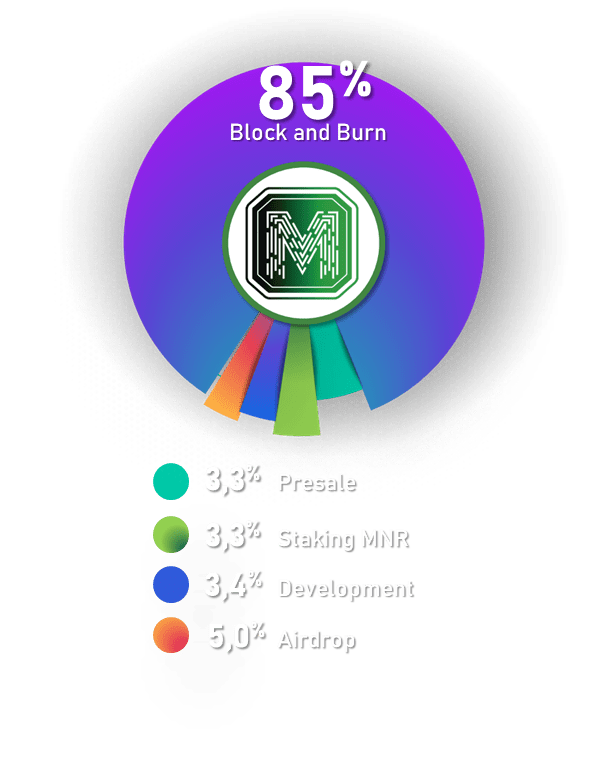 85%
Block and Burn
M
3,3% Presale
3,3% Staking MNR
3,4% Development
5,0% Airdrop